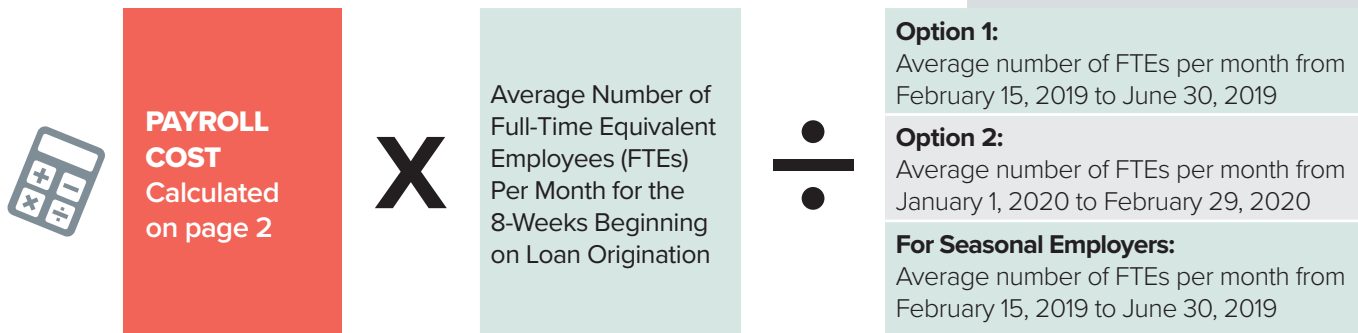 PAYROLL
COST
Calculated
on page 2
X
Average Number of
Full-Time Equivalent
Employees (FTEs)
Per Month for the
8-Weeks Beginning
on Loan Origination
÷
Option 1:
Average number of FTEs per month from
February 15, 2019 to June 30, 2019
Option 2:
Average number of FTEs per month from
January 1, 2020 to February 29, 2020
For Seasonal Employers:
Average number of FTEs per month from
February 15, 2019 to June 30, 2019